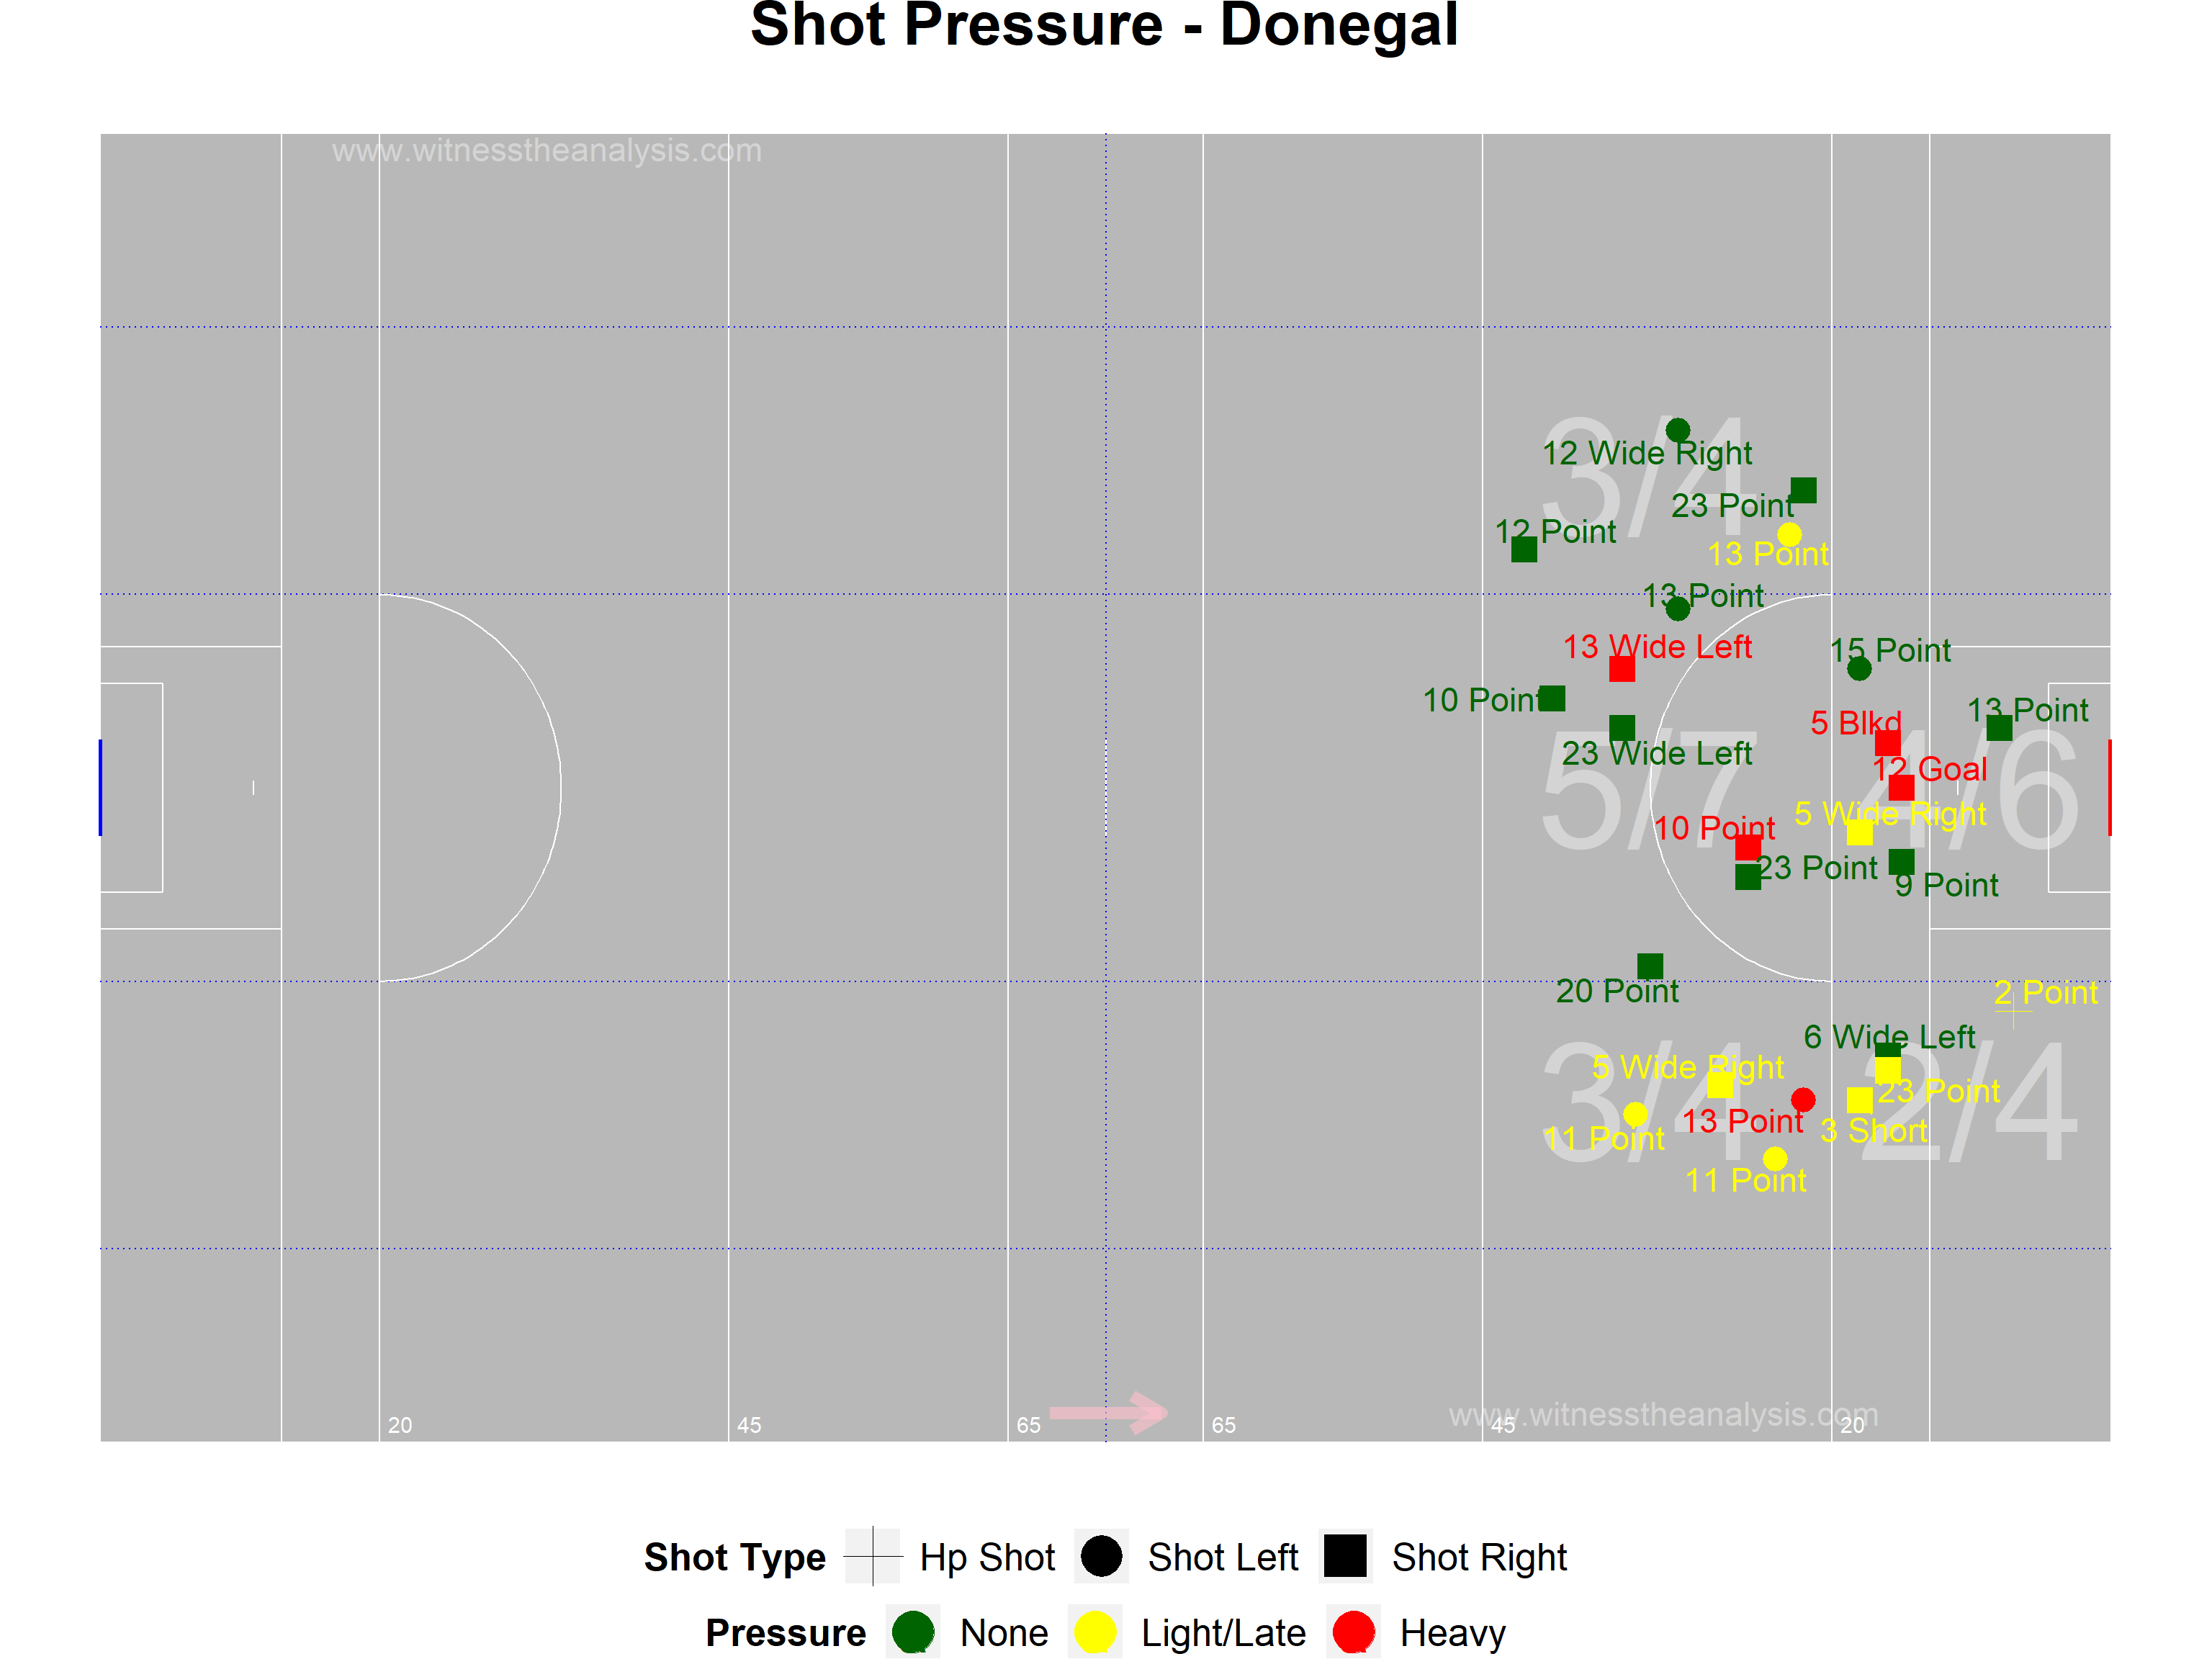 Shot Pressure - Donegal
www.witnesstheanalysis.com
3/4
12 Wide Right
23 Point
12 Point
13 Point
13 Point
13 Wide Left
15 Point
10 Point
13 Point
5 Blkd
23 Wide Left
5/7
4/6
12 Goal
5 Wide Right
10 Point
23 Point
9 Point
20 Point
2 Point
6 Wide Left
5 Wide Right
3/4
2/4
23 Point
13 Point
3 Short
11 Point
11 Point
www.witnesstheanalysis.com
20
45
65
65
45
20
Shot Type Hp Shot Shot Left Shot Right
Pressure None Light/Late Heavy